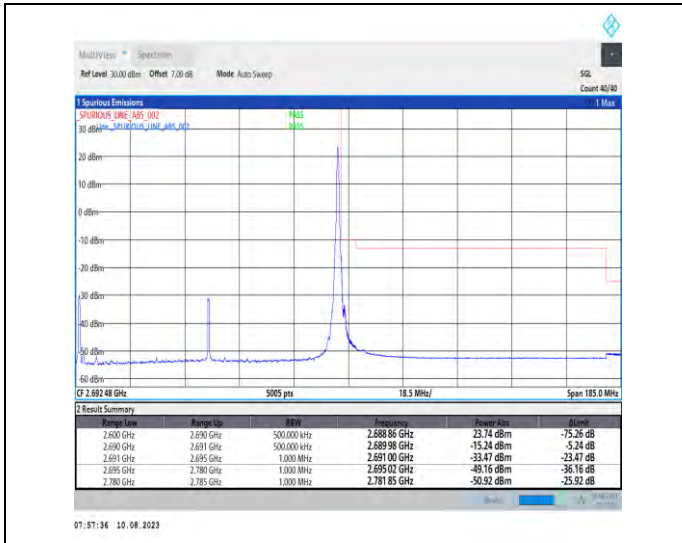 MultiView Spectrum
Ref Level 30.00 dBm Offset 7.09 dB Mode Auto Sweep SGL
Count 40/40
1 Spurious Emissions 1 Max
_SPURIOUS_LINE_ABS_002 PASS
Line _SPURIOUS_LINE_ABS_002 PASS
30 dBm
20 dBm
10 dBm
0 dBm
-10 dBm
-20 dBm
-30 dBm
-40 dBm
-50 dBm
-60 dBm
CF 2.692 48 GHz 5005 pts 18.5 MHz/ Span 185.0 MHz
2 Result Summary
Range Low Range Up RBW Frequency Power Abs ΔLimit
2.600 GHz 2.690 GHz 500.000 kHz 2.688 86 GHz 23.74 dBm -75.26 dB
2.690 GHz 2.691 GHz 500.000 kHz 2.689 98 GHz -15.24 dBm -5.24 dB
2.691 GHz 2.695 GHz 1.000 MHz 2.691 00 GHz -33.47 dBm -23.47 dB
2.695 GHz 2.780 GHz 1.000 MHz 2.695 02 GHz -49.16 dBm -36.16 dB
2.780 GHz 2.785 GHz 1.000 MHz 2.781 85 GHz -50.92 dBm -25.92 dB
07:57:36 10.08.2023